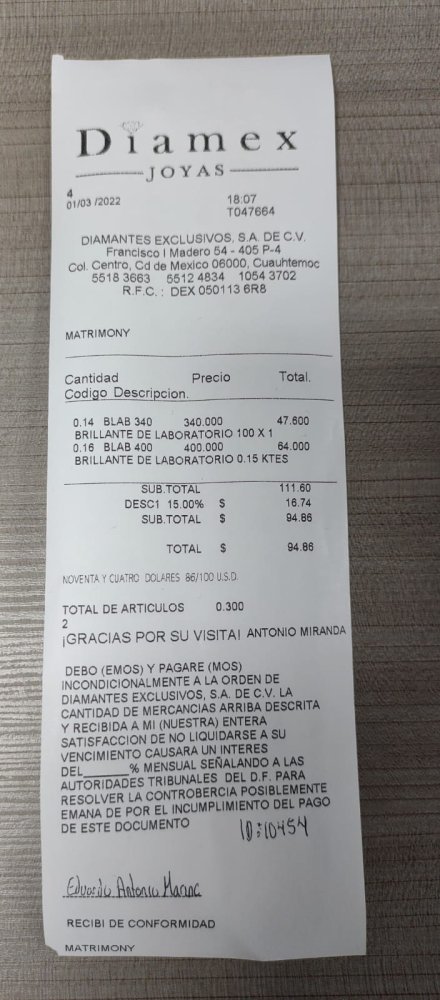 Diamex
JOYAS
4
01/03 /2022 18:07
T047664
DIAMANTES EXCLUSIVOS, S.A. DE C.V.
Francisco I Madero 54 - 405 P-4
Col. Centro, Cd de Mexico 06000, Cuauhtemoc
5518 3663 5512 4834 1054 3702
R.F.C. : DEX 050113 6R8
MATRIMONY
Cantidad Precio Total.
Codigo Descripcion.
0.14 BLAB 340 340.000 47.600
BRILLANTE DE LABORATORIO 100 X 1
0.16 BLAB 400 400.000 64.000
BRILLANTE DE LABORATORIO 0.15 KTES
SUB.TOTAL 111.60
DESC1 15.00% $ 16.74
SUB.TOTAL $ 94.86
TOTAL $ 94.86
NOVENTA Y CUATRO DOLARES 86/100 U.S.D.
TOTAL DE ARTICULOS 0.300
2
¡GRACIAS POR SU VISITA! ANTONIO MIRANDA
DEBO (EMOS) Y PAGARE (MOS)
INCONDICIONALMENTE A LA ORDEN DE
DIAMANTES EXCLUSIVOS, S.A. DE C.V. LA
CANTIDAD DE MERCANCIAS ARRIBA DESCRITA
Y RECIBIDA A MI (NUESTRA) ENTERA
SATISFACCION DE NO LIQUIDARSE A SU
VENCIMIENTO CAUSARA UN INTERES
DEL______% MENSUAL SEÑALANDO A LAS
AUTORIDADES TRIBUNALES DEL D.F. PARA
RESOLVER LA CONTROBERCIA POSIBLEMENTE
EMANA DE POR EL INCUMPLIMIENTO DEL PAGO
DE ESTE DOCUMENTO
Antonio
RECIBI DE CONFORMIDAD
MATRIMONY